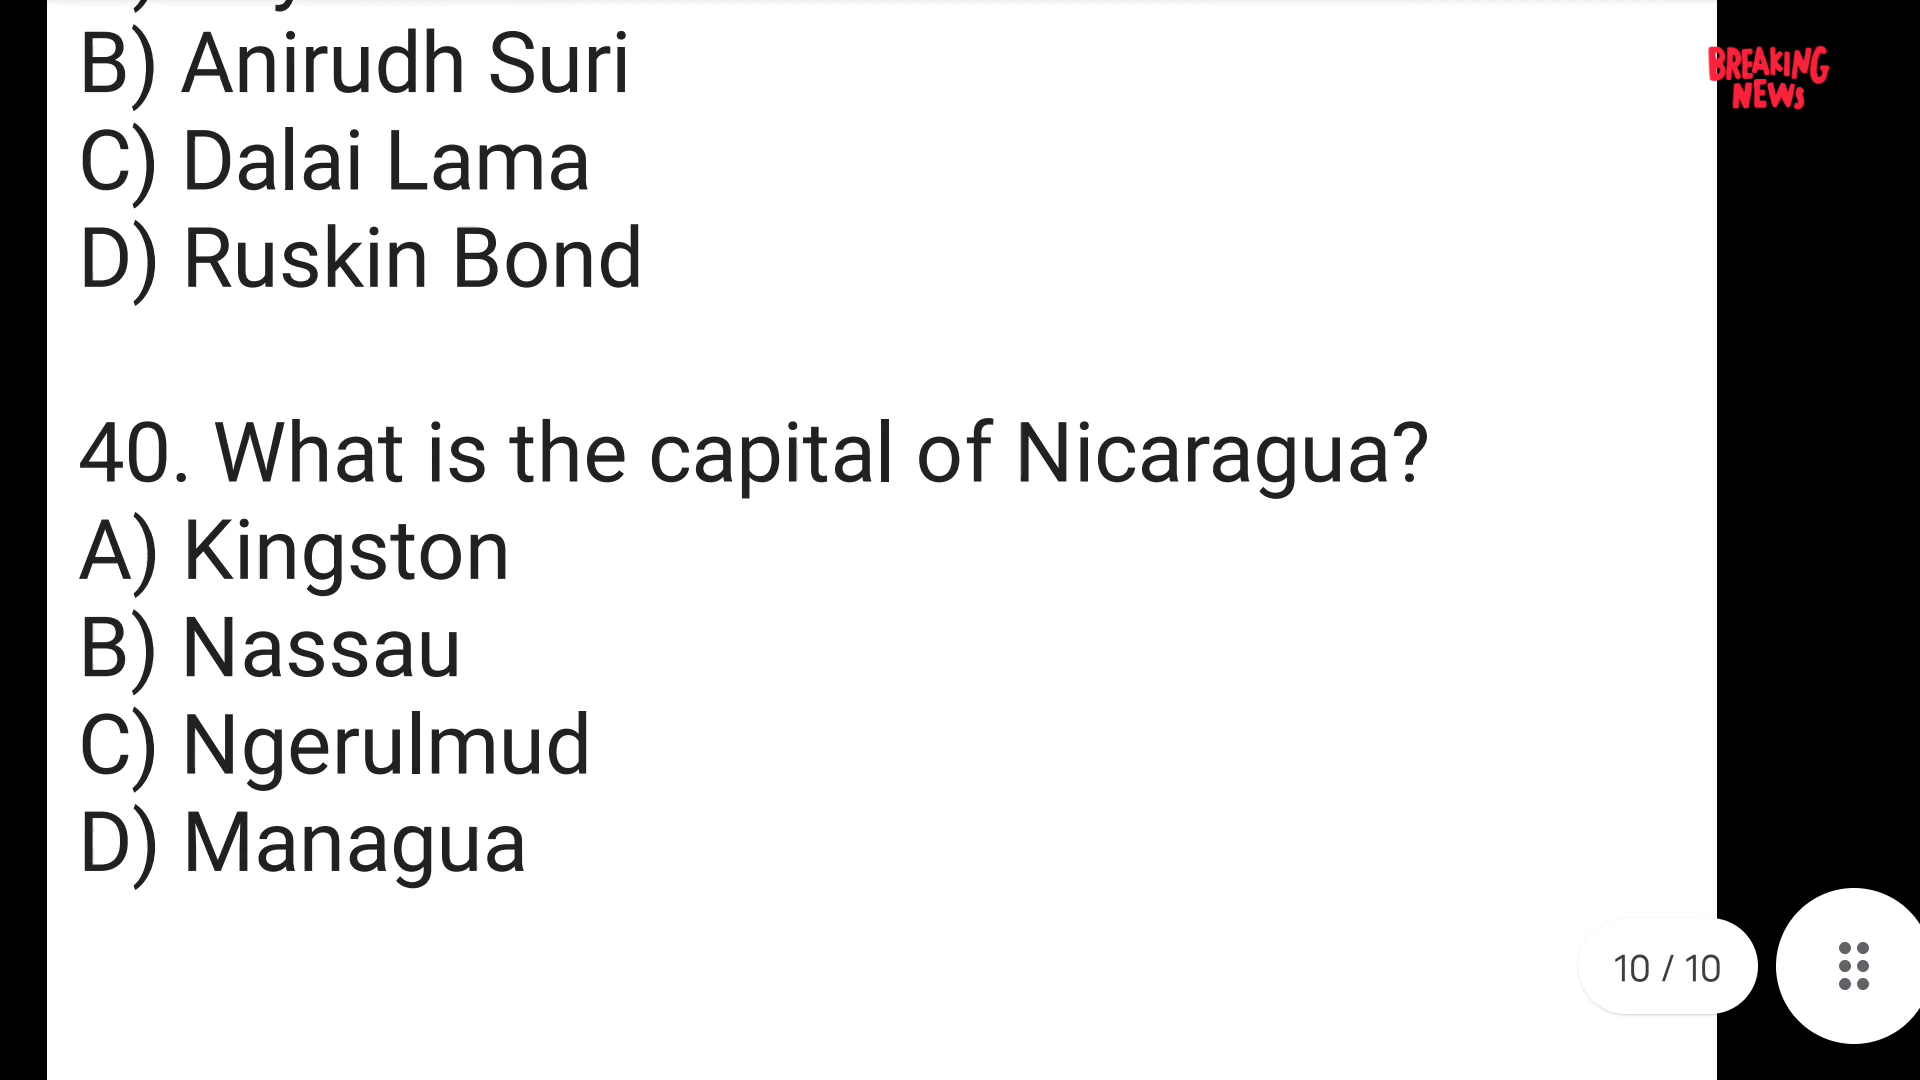 B) Anirudh Suri
C) Dalai Lama
D) Ruskin Bond
40. What is the capital of Nicaragua?
A) Kingston
B) Nassau
C) Ngerulmud
D) Managua
BREAKING
NEWS
10 / 10